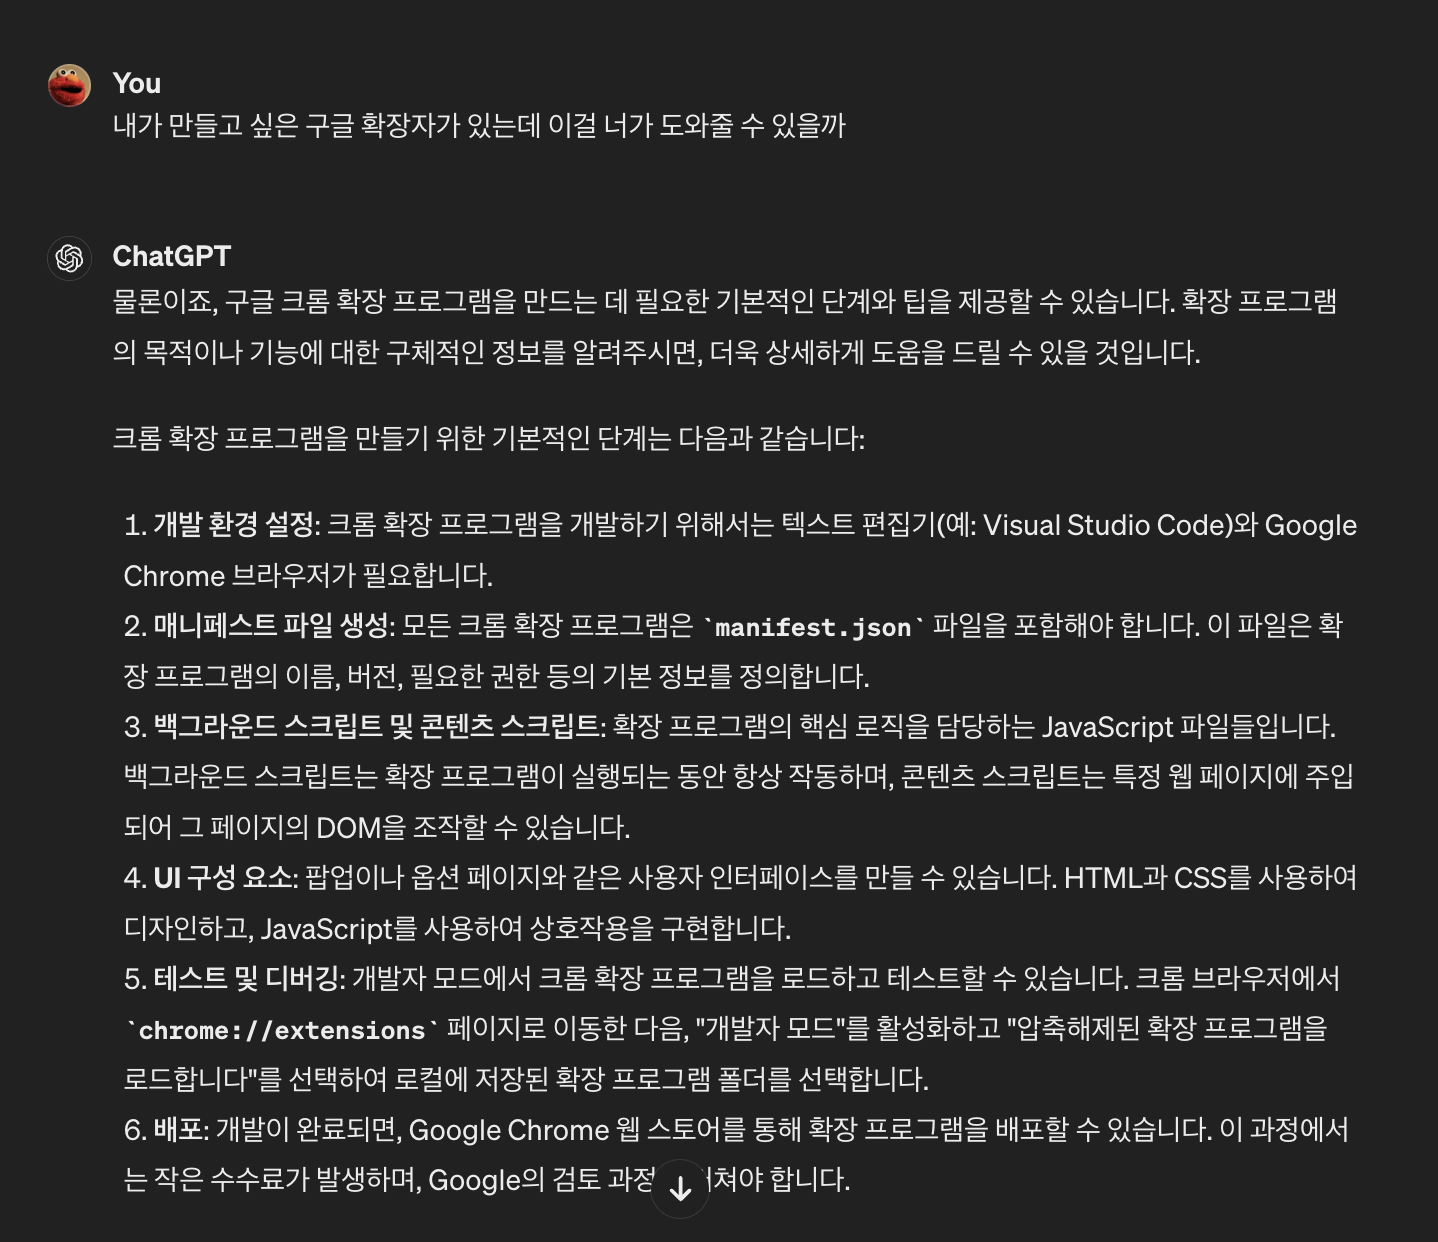 You
내가 만들고 싶은 구글 확장자가 있는데 이걸 너가 도와줄 수 있을까
ChatGPT
물론이죠, 구글 크롬 확장 프로그램을 만드는 데 필요한 기본적인 단계와 팁을 제공할 수 있습니다. 확장 프로그램
의 목적이나 기능에 대한 구체적인 정보를 알려주시면, 더욱 상세하게 도움을 드릴 수 있을 것입니다.
크롬 확장 프로그램을 만들기 위한 기본적인 단계는 다음과 같습니다:
1. 개발 환경 설정: 크롬 확장 프로그램을 개발하기 위해서는 텍스트 편집기(예: Visual Studio Code)와 Google
Chrome 브라우저가 필요합니다.
2. 매니페스트 파일 생성: 모든 크롬 확장 프로그램은 `manifest.json` 파일을 포함해야 합니다. 이 파일은 확
장 프로그램의 이름, 버전, 필요한 권한 등의 기본 정보를 정의합니다.
3. 백그라운드 스크립트 및 콘텐츠 스크립트: 확장 프로그램의 핵심 로직을 담당하는 JavaScript 파일들입니다.
백그라운드 스크립트는 확장 프로그램이 실행되는 동안 항상 작동하며, 콘텐츠 스크립트는 특정 웹 페이지에 주입
되어 그 페이지의 DOM을 조작할 수 있습니다.
4. UI 구성 요소: 팝업이나 옵션 페이지와 같은 사용자 인터페이스를 만들 수 있습니다. HTML과 CSS를 사용하여
디자인하고, JavaScript를 사용하여 상호작용을 구현합니다.
5. 테스트 및 디버깅: 개발자 모드에서 크롬 확장 프로그램을 로드하고 테스트할 수 있습니다. 크롬 브라우저에서
`chrome://extensions` 페이지로 이동한 다음, "개발자 모드"를 활성화하고 "압축해제된 확장 프로그램을
로드합니다"를 선택하여 로컬에 저장된 확장 프로그램 폴더를 선택합니다.
6. 배포: 개발이 완료되면, Google Chrome 웹 스토어를 통해 확장 프로그램을 배포할 수 있습니다. 이 과정에서
는 작은 수수료가 발생하며, Google의 검토 과정 합니다.